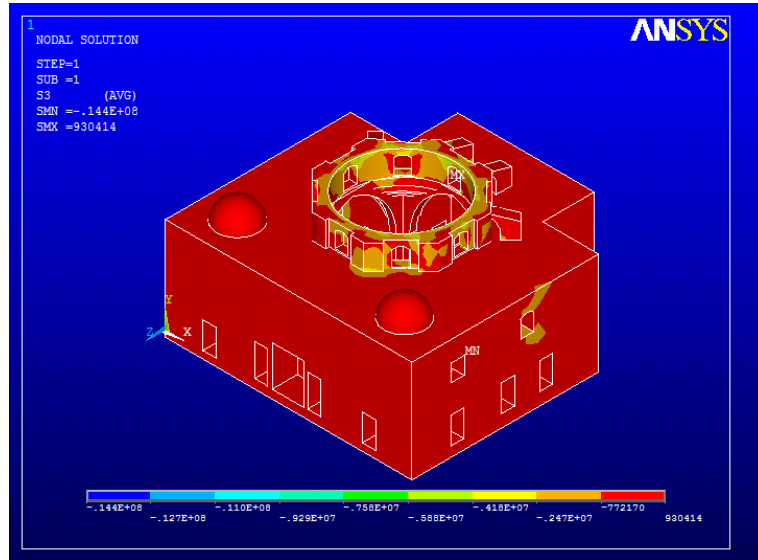 1
ANSYS
NODAL SOLUTION
STEP=1
SUB =1
S3 (AVG)
SMN =-.144E+08
SMX =930414
MX
Y
Z X
MN
-.144E+08 -.110E+08 -.758E+07 -.418E+07 -772170
-.127E+08 -.929E+07 -.588E+07 -.247E+07 930414